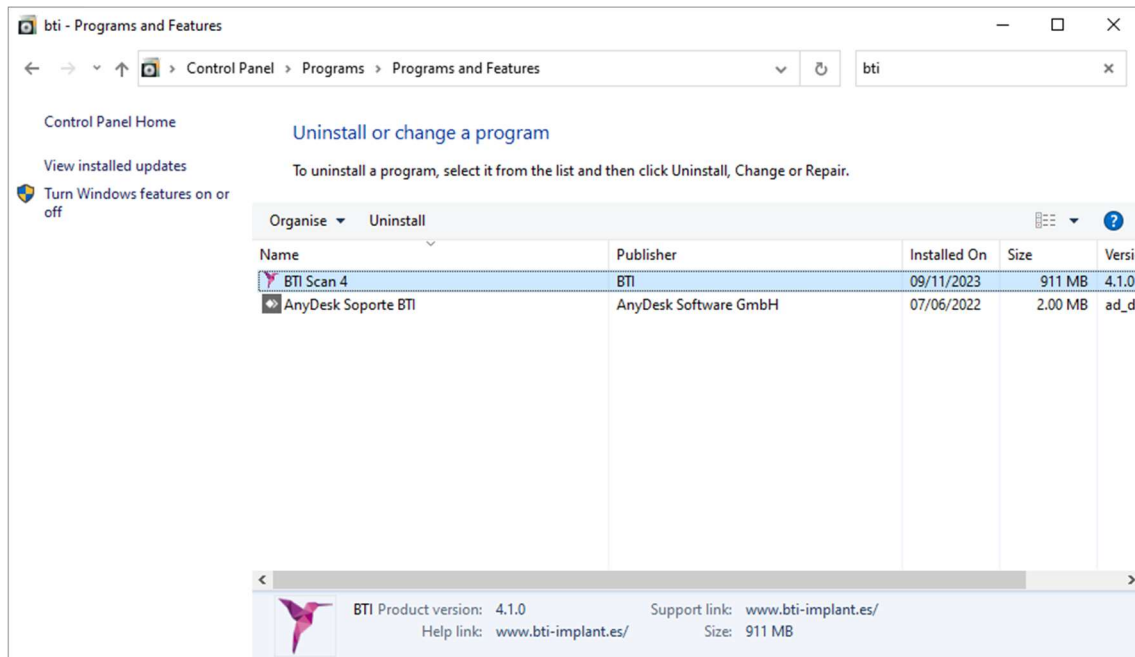 bti - Programs and Features
Control Panel > Programs > Programs and Features
bti
Control Panel Home
View installed updates
Turn Windows features on or
off
Uninstall or change a program
To uninstall a program, select it from the list and then click Uninstall, Change or Repair.
Organise Uninstall
Name Publisher Installed On Size Versi
BTI Scan 4 BTI 09/11/2023 911 MB 4.1.0
AnyDesk Soporte BTI AnyDesk Software GmbH 07/06/2022 2.00 MB ad_d
BTI Product version: 4.1.0 Support link: www.bti-implant.es/
Help link: www.bti-implant.es/ Size: 911 MB